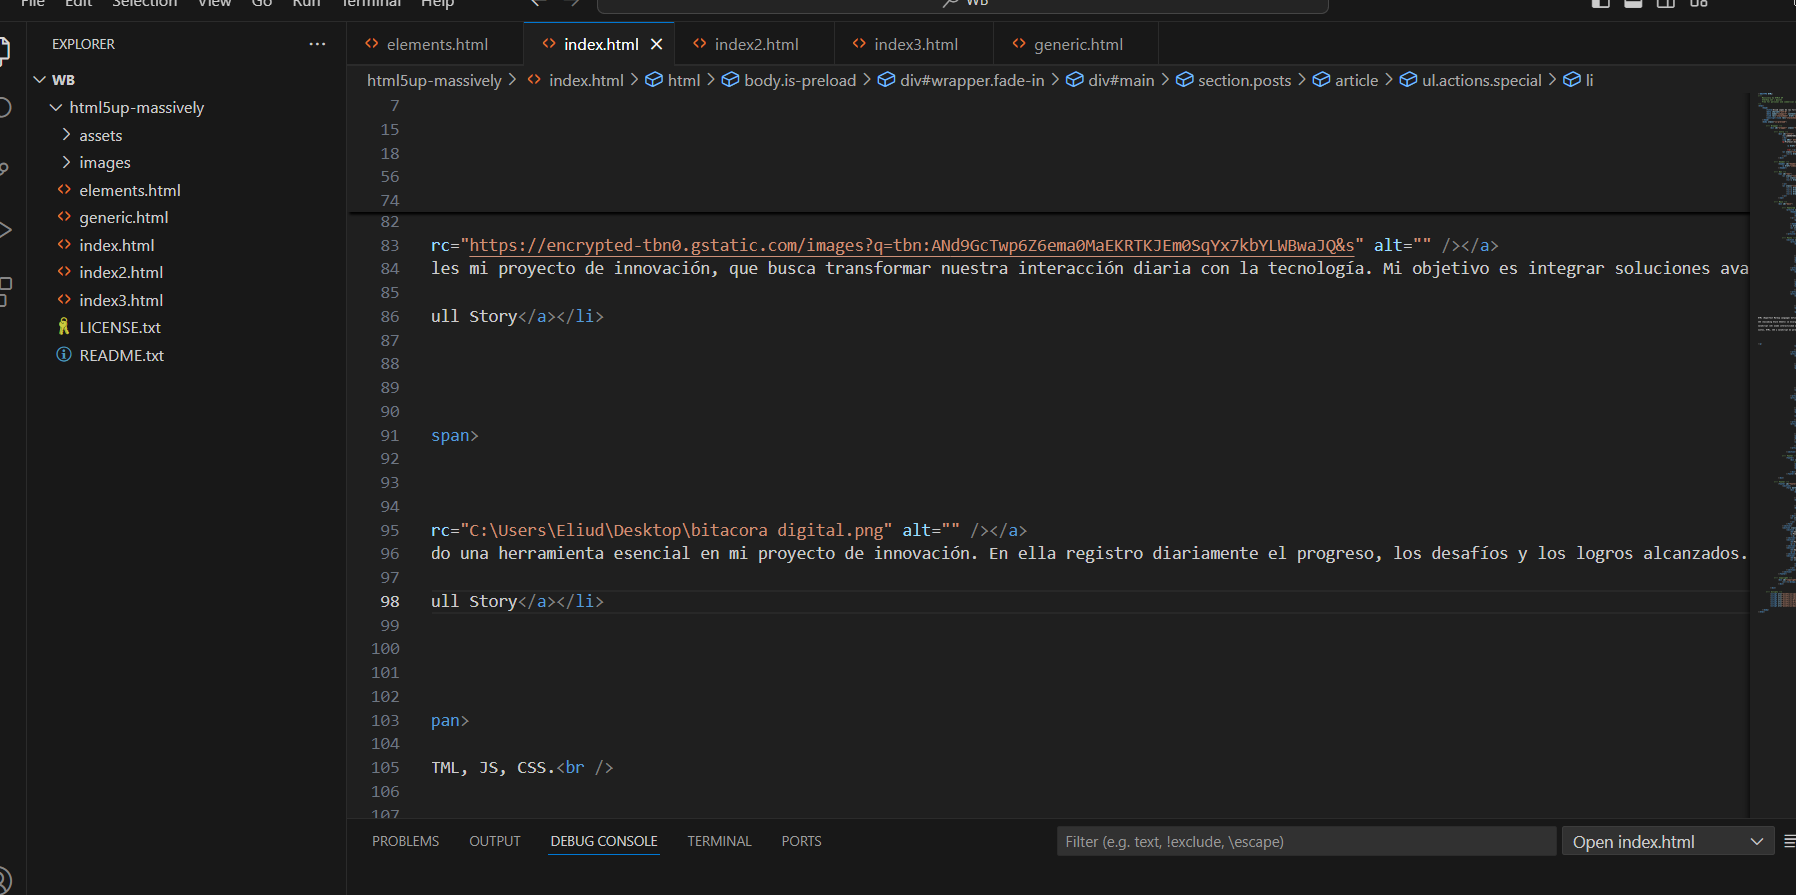 File Edit Selection View Go Run Terminal Help WB
EXPLORER
WB
html5up-massively
assets
images
elements.html
generic.html
index.html
index2.html
index3.html
LICENSE.txt
README.txt
elements.html index.html index2.html index3.html generic.html
html5up-massively > index.html > html > body.is-preload > div#wrapper.fade-in > div#main > section.posts > article > ul.actions.special > li
7
15
18
56
74
82
83 rc="https://encrypted-tbn0.gstatic.com/images?q=tbn:ANd9GcTwp6Z6ema0MaEKRTKJEm0SqYx7kbYLWBwaJQ&s" alt="" /></a>
84 les mi proyecto de innovación, que busca transformar nuestra interacción diaria con la tecnología. Mi objetivo es integrar soluciones ava
85
86 ull Story</a></li>
87
88
89
90
91 span>
92
93
94
95 rc="C:\Users\Eliud\Desktop\bitacora digital.png" alt="" /></a>
96 do una herramienta esencial en mi proyecto de innovación. En ella registro diariamente el progreso, los desafíos y los logros alcanzados.
97
98 ull Story</a></li>
99
100
101
102
103 pan>
104
105 TML, JS, CSS.<br />
106
107
PROBLEMS OUTPUT DEBUG CONSOLE TERMINAL PORTS
Filter (e.g. text, !exclude, \escape)
Open index.html